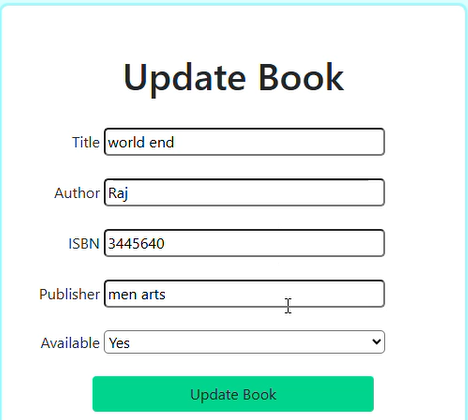 Update Book
Title world end
Author Raj
ISBN 3445640
Publisher men arts
Available Yes
Update Book